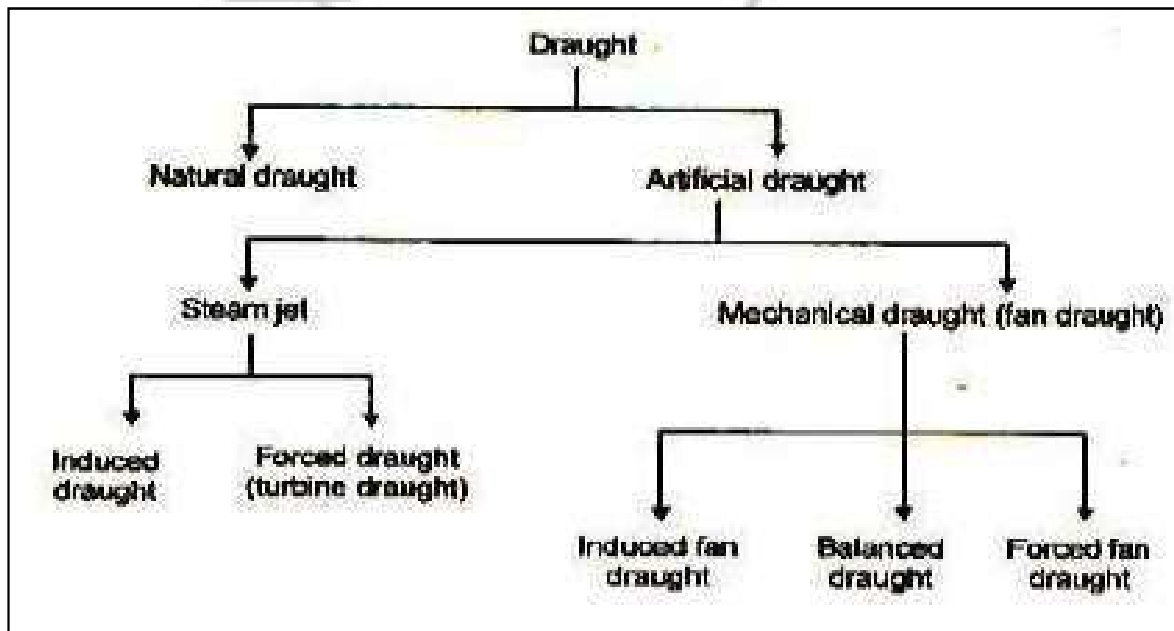 Draught
Natural draught
Artificial draught
Steam jet
Mechanical draught (fan draught)
Induced
draught
Forced draught
(turbine draught)
Induced fan
draught
Balanced
draught
Forced fan
draught